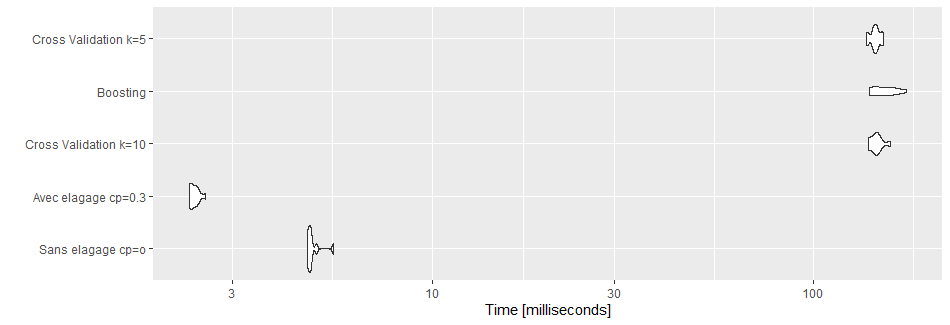 Cross Validation k=5
Boosting
Cross Validation k=10
Avec elagage cp=0.3
Sans elagage cp=o
3 10 30 100
Time [milliseconds]